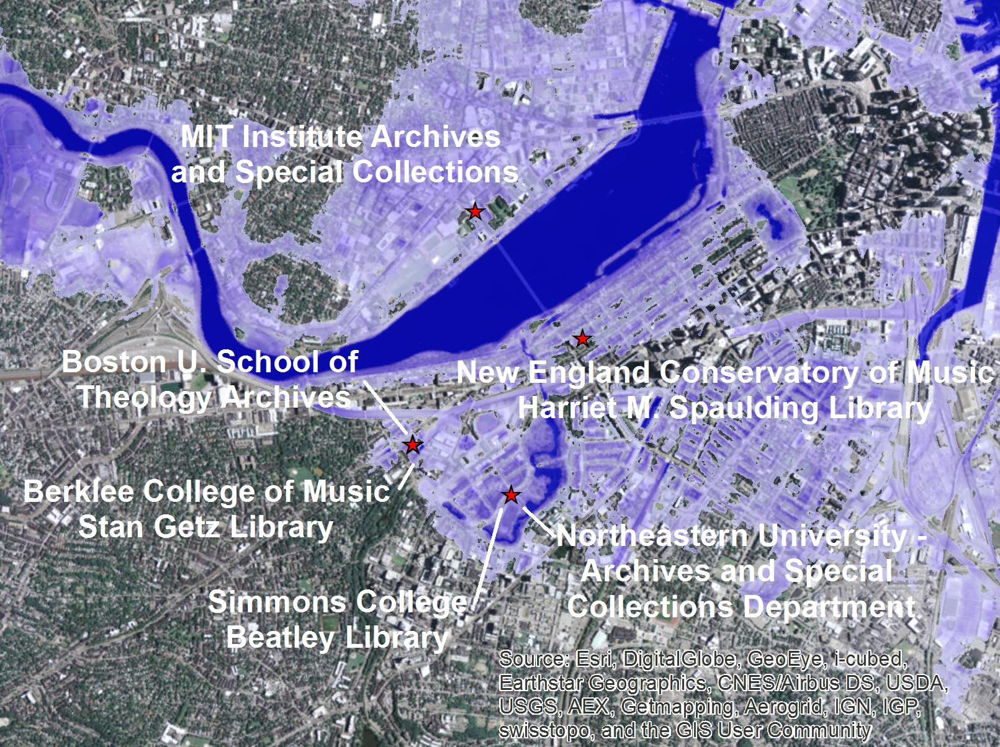 MIT Institute Archives
and Special Collections
Boston U. School of
Theology Archives
New England Conservatory of Music
Harriet M. Spaulding Library
Berklee College of Music
Stan Getz Library
Northeastern University -
Archives and Special
Collections Department
Simmons College
Beatley Library
Source: Esri, DigitalGlobe, GeoEye, i-cubed,
Earthstar Geographics, CNES/Airbus DS, USDA,
USGS, AEX, Getmapping, Aerogrid, IGN, IGP,
swisstopo, and the GIS User Community